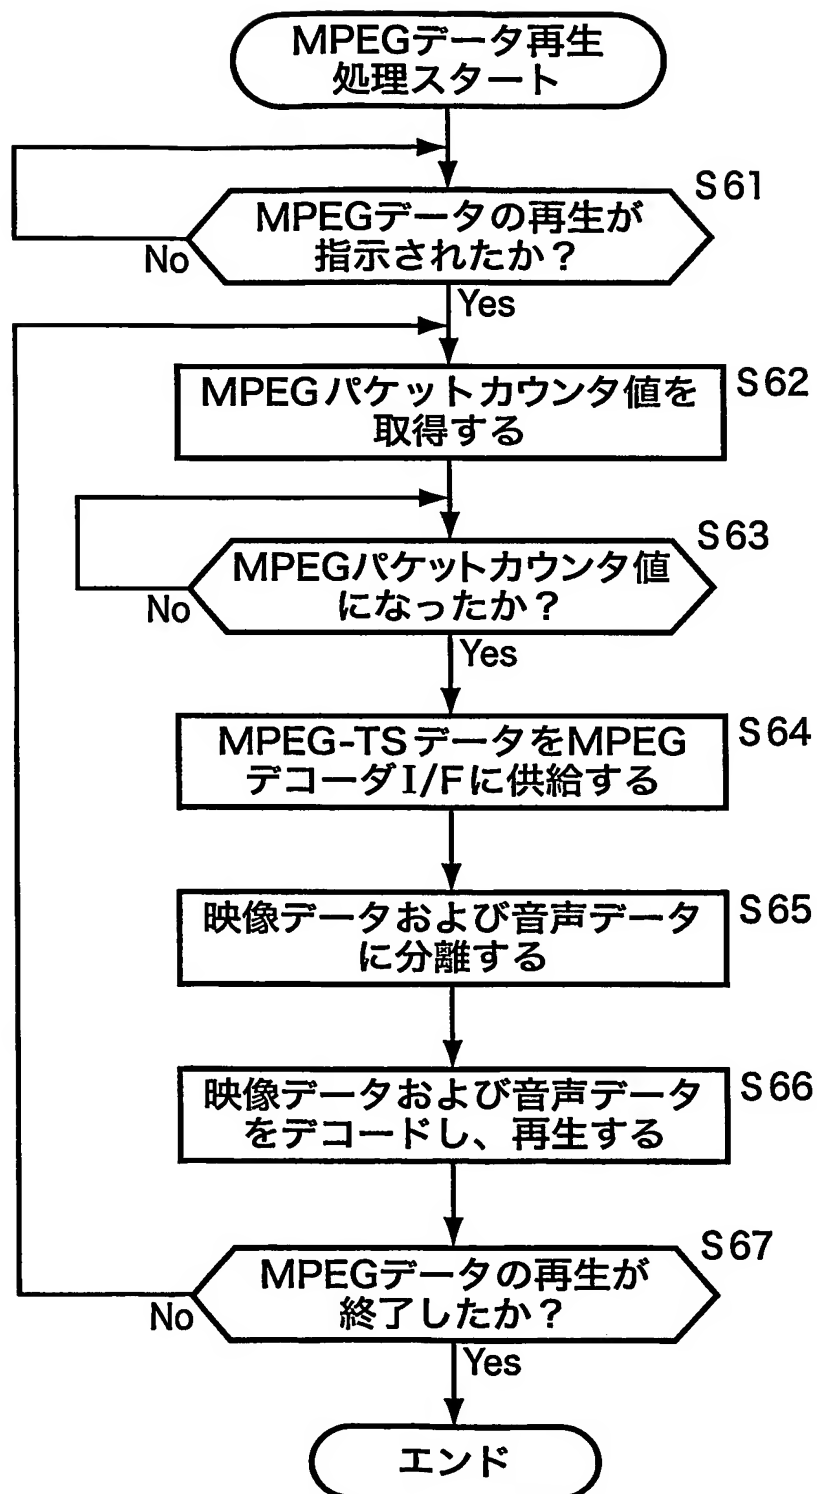 MPEGデータ再生
処理スタート
S61
MPEGデータの再生が
指示されたか？
No
Yes
S62
MPEGパケットカウンタ値を
取得する
S63
MPEGパケットカウンタ値
になったか？
No
Yes
S64
MPEG-TSデータをMPEG
デコーダI/Fに供給する
S65
映像データおよび音声データ
に分離する
S66
映像データおよび音声データ
をデコードし、再生する
S67
MPEGデータの再生が
終了したか？
No
Yes
エンド